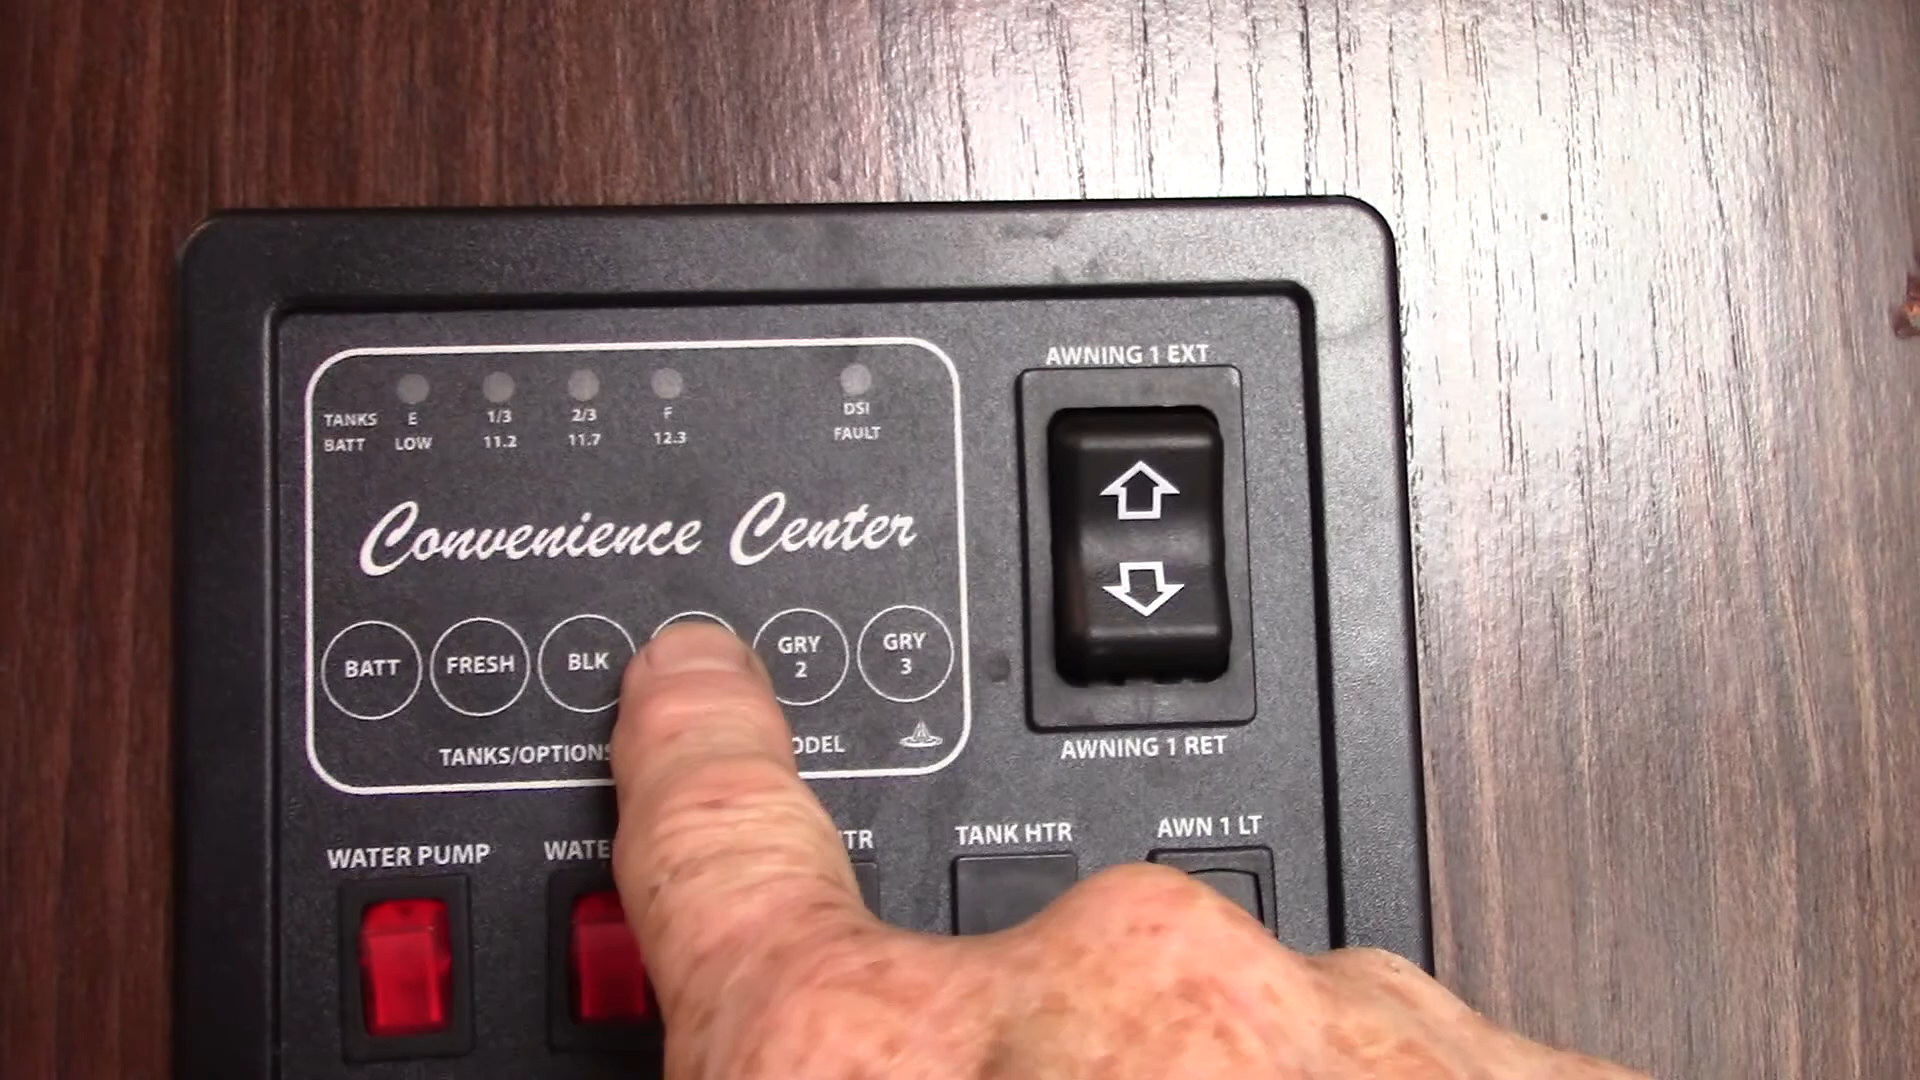 TANKS E 1/3 2/3 F DSI
BATT LOW 11.2 11.7 12.3 FAULT
Convenience Center
BATT
FRESH
BLK
GRY
2
GRY
3
TANKS/OPTIONS
AWNING 1 EXT
AWNING 1 RET
WATER PUMP
TANK HTR
AWN 1 LT